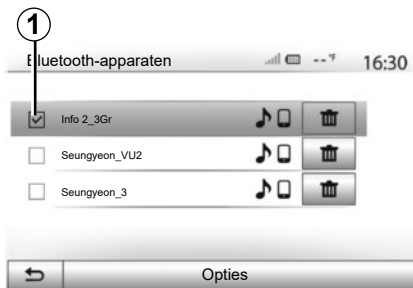 1
Bluetooth-apparaten -- °F 16:30
Info 2_3Gr
Seungyeon_VU2
Seungyeon_3
Opties